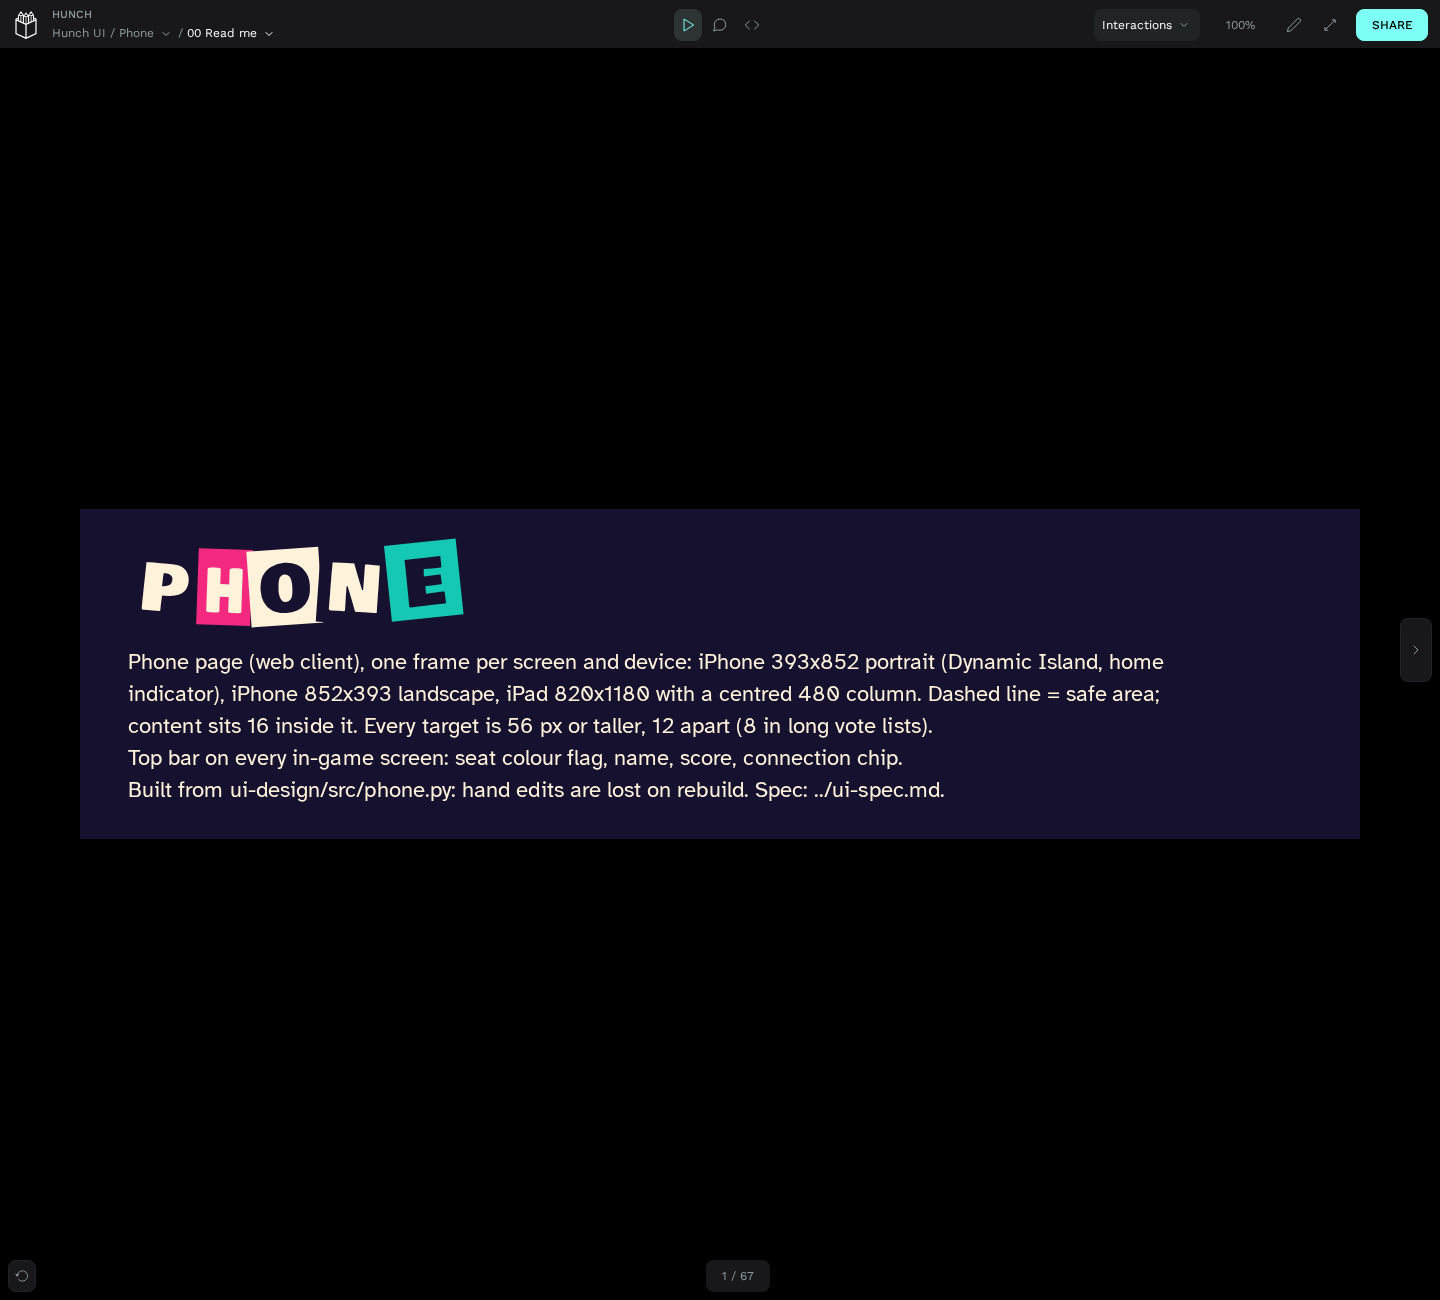 HUNCH
Hunch UI / Phone / 00 Read me
Interactions
100%
SHARE
PHONE
Phone page (web client), one frame per screen and device: iPhone 393x852 portrait (Dynamic Island, home
indicator), iPhone 852x393 landscape, iPad 820x1180 with a centred 480 column. Dashed line = safe area;
content sits 16 inside it. Every target is 56 px or taller, 12 apart (8 in long vote lists).
Top bar on every in-game screen: seat colour flag, name, score, connection chip.
Built from ui-design/src/phone.py: hand edits are lost on rebuild. Spec: ../ui-spec.md.
1 / 67